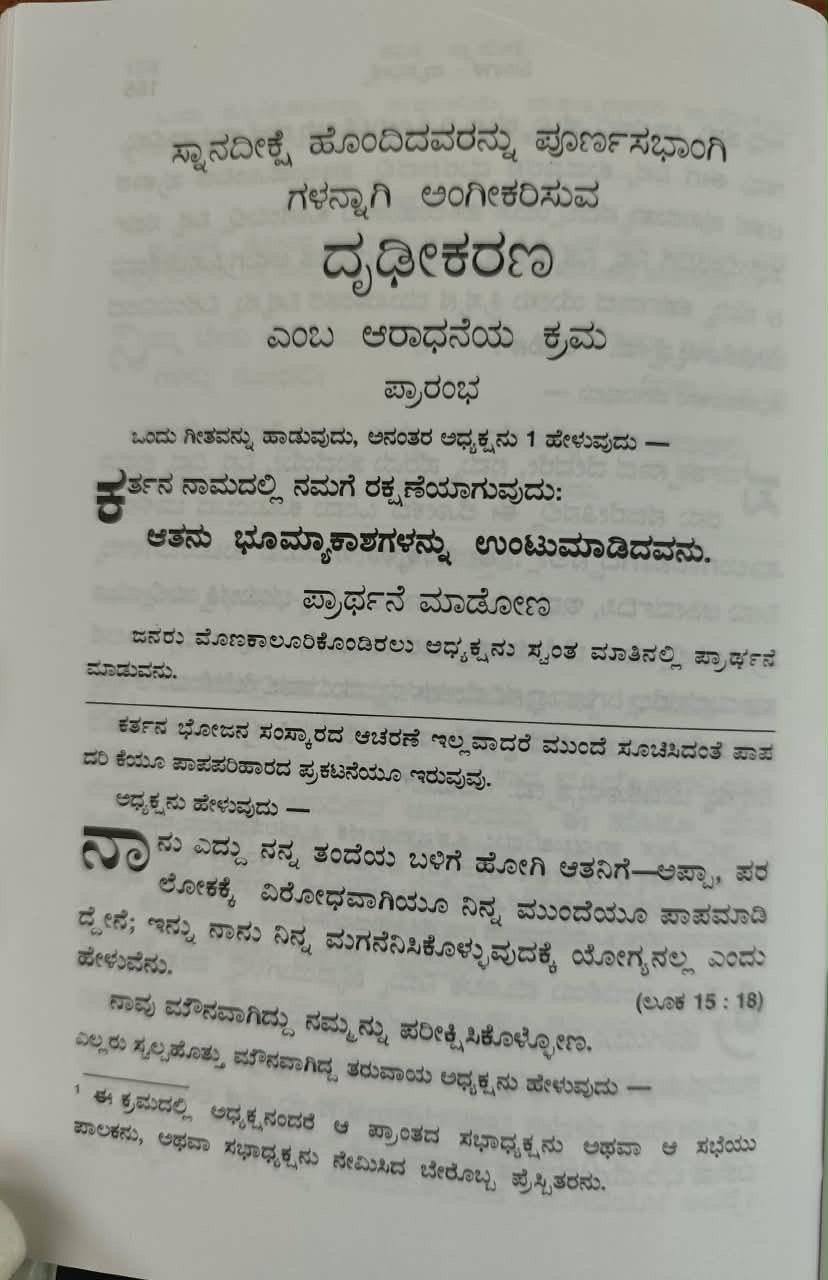 ಸ್ನಾನದೀಕ್ಷೆ ಹೊಂದಿದವರನ್ನು ಪೂರ್ಣಸಭಾಂಗಿ
ಗಳನ್ನಾಗಿ ಅಂಗೀಕರಿಸುವ
ದೃಢೀಕರಣ
ಎಂಬ ಆರಾಧನೆಯ ಕ್ರಮ
ಪ್ರಾರಂಭ
ಒಂದು ಗೀತವನ್ನು ಹಾಡುವುದು, ಅನಂತರ ಅಧ್ಯಕ್ಷನು 1 ಹೇಳುವುದು —
ಕರ್ತನ ನಾಮದಲ್ಲಿ ನಮಗೆ ರಕ್ಷಣೆಯಾಗುವುದು:
ಆತನು ಭೂಮ್ಯಾಕಾಶಗಳನ್ನು ಉಂಟುಮಾಡಿದವನು.
ಪ್ರಾರ್ಥನೆ ಮಾಡೋಣ
ಜನರು ಮೊಣಕಾಲೂರಿಕೊಂಡಿರಲು ಅಧ್ಯಕ್ಷನು ಸ್ವಂತ ಮಾತಿನಲ್ಲಿ ಪ್ರಾರ್ಥನೆ
ಮಾಡುವನು.
ಕರ್ತನ ಭೋಜನ ಸಂಸ್ಕಾರದ ಆಚರಣೆ ಇಲ್ಲವಾದರೆ ಮುಂದೆ ಸೂಚಿಸಿದಂತೆ ಪಾಪ
ದರಿ ಕೆಯೂ ಪಾಪಪರಿಹಾರದ ಪ್ರಕಟನೆಯೂ ಇರುವುವು.
ಅಧ್ಯಕ್ಷನು ಹೇಳುವುದು —
ನಾನು ಎದ್ದು ನನ್ನ ತಂದೆಯ ಬಳಿಗೆ ಹೋಗಿ ಆತನಿಗೆ—ಅಪ್ಪಾ, ಪರ
ಲೋಕಕ್ಕೆ ವಿರೋಧವಾಗಿಯೂ ನಿನ್ನ ಮುಂದೆಯೂ ಪಾಪಮಾಡಿ
ದ್ದೇನೆ; ಇನ್ನು ನಾನು ನಿನ್ನ ಮಗನೆನಿಸಿಕೊಳ್ಳುವುದಕ್ಕೆ ಯೋಗ್ಯನಲ್ಲ ಎಂದು
ಹೇಳುವೆನು.
(ಲೂಕ 15 : 18)
ನಾವು ಮೌನವಾಗಿದ್ದು ನಮ್ಮನ್ನು ಪರೀಕ್ಷಿಸಿಕೊಳ್ಳೋಣ.
ಎಲ್ಲರು ಸ್ವಲ್ಪಹೊತ್ತು ಮೌನವಾಗಿದ್ದ ತರುವಾಯ ಅಧ್ಯಕ್ಷನು ಹೇಳುವುದು —
1 ಈ ಕ್ರಮದಲ್ಲಿ ಅಧ್ಯಕ್ಷನಂದರೆ ಆ ಪ್ರಾಂತದ ಸಭಾಧ್ಯಕ್ಷನು ಅಥವಾ ಆ ಸಭೆಯು
ಪಾಲಕನು, ಅಥವಾ ಸಭಾಧ್ಯಕ್ಷನು ನೇಮಿಸಿದ ಬೇರೊಬ್ಬ ಪ್ರೆಸ್ಬಿತರನು.